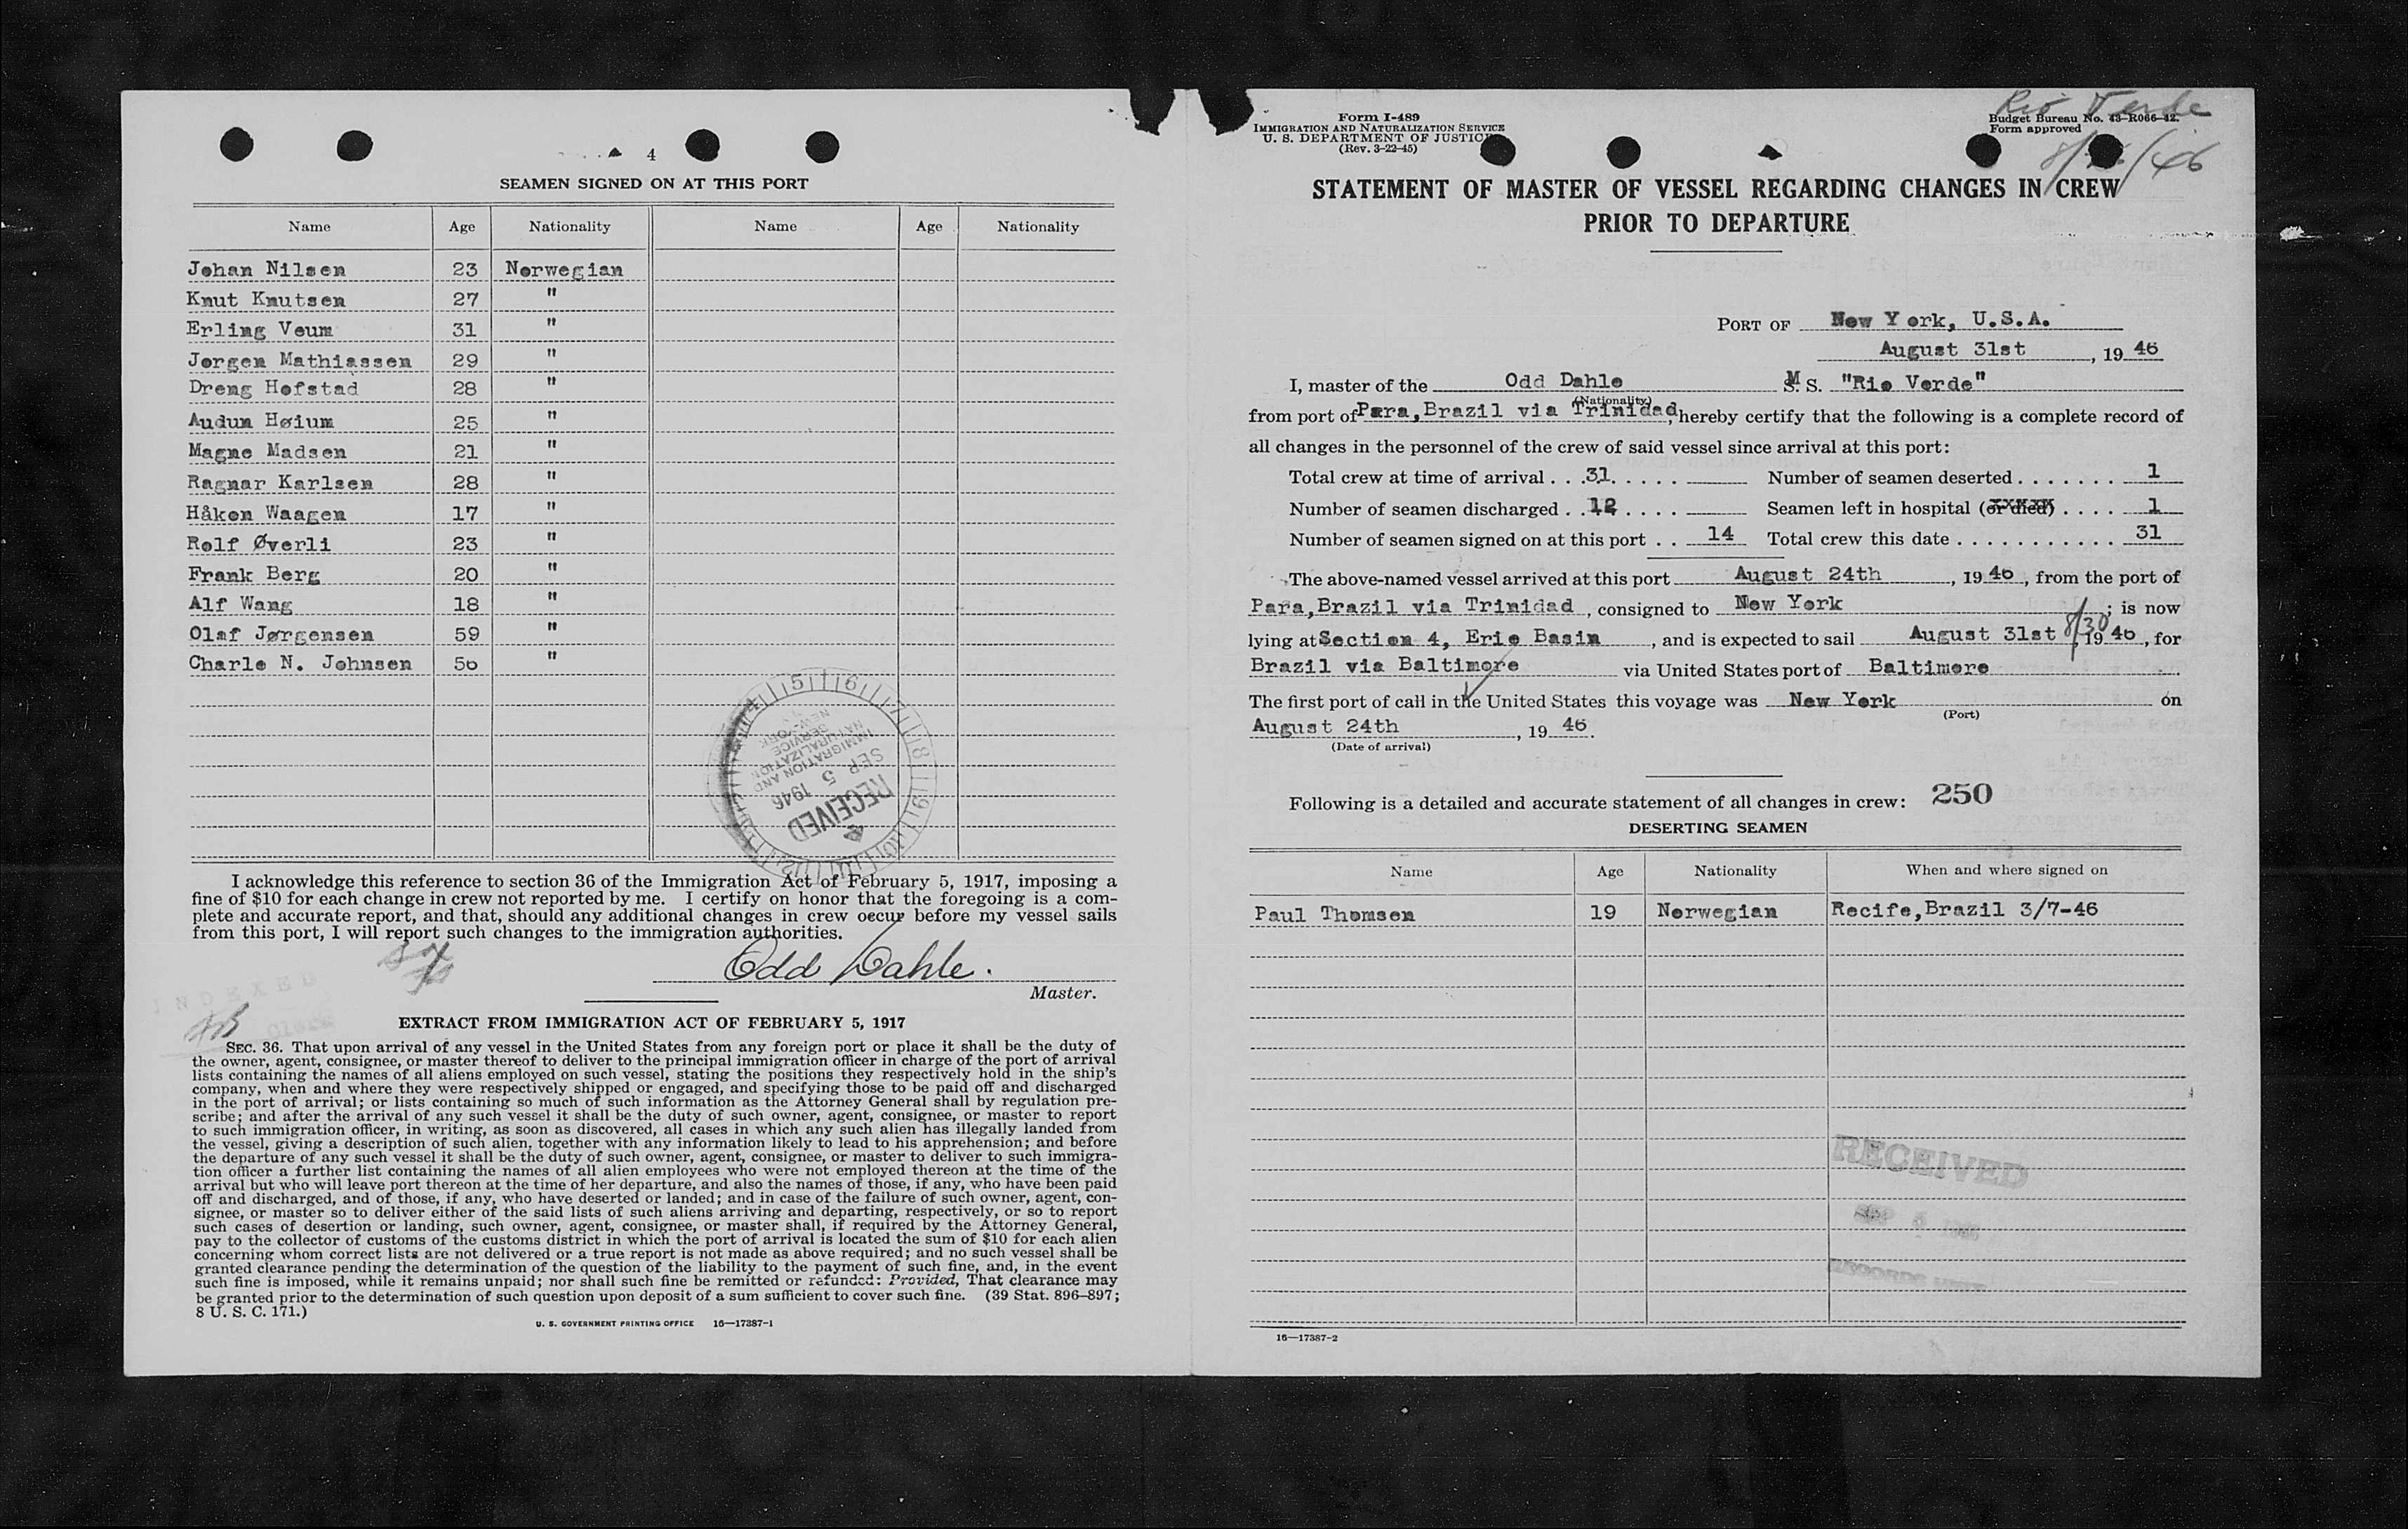 4
SEAMEN SIGNED ON AT THIS PORT
Name Age Nationality Name Age Nationality
Johan Nilsen 23 Norwegian
Knut Knutsen 27 "
Erling Veum 31 "
Jørgen Mathiassen 29 "
Dreng Hofstad 28 "
Audun Høium 25 "
Magne Madsen 21 "
Ragnar Karlsen 28 "
Håkon Waagen 17 "
Rolf Øverli 23 "
Frank Berg 20 "
Alf Wang 18 "
Olaf Jørgensen 59 "
Charle N. Johnsen 56 "
IMMIGRATION AND
NATURALIZATION
SERVICE
NEW YORK
SEP 5 1946
RECEIVED
I acknowledge this reference to section 36 of the Immigration Act of February 5, 1917, imposing a
fine of $10 for each change in crew not reported by me. I certify on honor that the foregoing is a com-
plete and accurate report, and that, should any additional changes in crew occur before my vessel sails
from this port, I will report such changes to the immigration authorities.
Odd Dahle.
Master.
INDEXED
Clerk
EXTRACT FROM IMMIGRATION ACT OF FEBRUARY 5, 1917
SEC. 36. That upon arrival of any vessel in the United States from any foreign port or place it shall be the duty of
the owner, agent, consignee, or master thereof to deliver to the principal immigration officer in charge of the port of arrival
lists containing the names of all aliens employed on such vessel, stating the positions they respectively hold in the ship's
company, when and where they were respectively shipped or engaged, and specifying those to be paid off and discharged
in the port of arrival; or lists containing so much of such information as the Attorney General shall by regulation pre-
scribe; and after the arrival of any such vessel it shall be the duty of such owner, agent, consignee, or master to report
to such immigration officer, in writing, as soon as discovered, all cases in which any such alien has illegally landed from
the vessel, giving a description of such alien, together with any information likely to lead to his apprehension; and before
the departure of any such vessel it shall be the duty of such owner, agent, consignee, or master to deliver to such immigra-
tion officer a further list containing the names of all alien employees who were not employed thereon at the time of the
arrival but who will leave port thereon at the time of her departure, and also the names of those, if any, who have been paid
off and discharged, and of those, if any, who have deserted or landed; and in case of the failure of such owner, agent, con-
signee, or master so to deliver either of the said lists of such aliens arriving and departing, respectively, or so to report
such cases of desertion or landing, such owner, agent, consignee, or master shall, if required by the Attorney General,
pay to the collector of customs of the customs district in which the port of arrival is located the sum of $10 for each alien
concerning whom correct lists are not delivered or a true report is not made as above required; and no such vessel shall be
granted clearance pending the determination of the question of the liability to the payment of such fine, and, in the event
such fine is imposed, while it remains unpaid; nor shall such fine be remitted or refunded: Provided, That clearance may
be granted prior to the determination of such question upon deposit of a sum sufficient to cover such fine. (39 Stat. 896–897;
8 U. S. C. 171.)
U. S. GOVERNMENT PRINTING OFFICE 16—17387-1
Rio Verde
Form I-489
IMMIGRATION AND NATURALIZATION SERVICE
U. S. DEPARTMENT OF JUSTICE
(Rev. 3-22-45)
Budget Bureau No. 43-R066-42.
Form approved
STATEMENT OF MASTER OF VESSEL REGARDING CHANGES IN CREW
PRIOR TO DEPARTURE
PORT OF New York, U.S.A.
August 31st, 19 46
I, master of the Odd Dahle M S. S. "Rio Verde"
(Nationality)
from port of Para, Brazil via Trinidad, hereby certify that the following is a complete record of
all changes in the personnel of the crew of said vessel since arrival at this port:
Total crew at time of arrival . . . 31 . . . . . Number of seamen deserted . . . . . . . 1
Number of seamen discharged . . 12 . . . . Seamen left in hospital (or died) . . . . 1
Number of seamen signed on at this port . . 14 Total crew this date . . . . . . . . . . . . 31
The above-named vessel arrived at this port August 24th, 19 46, from the port of
Para, Brazil via Trinidad, consigned to New York; is now
lying at Section 4, Erie Basin, and is expected to sail August 31st 8/30, 19 46, for
Brazil via Baltimore via United States port of Baltimore
The first port of call in the United States this voyage was New York on
(Port)
August 24th, 19 46.
(Date of arrival)
Following is a detailed and accurate statement of all changes in crew: 250
DESERTING SEAMEN
Name Age Nationality When and where signed on
Paul Thomsen 19 Norwegian Recife, Brazil 3/7-46
RECEIVED
SEP 5 1946
RECORDS UNIT
16—17387-2